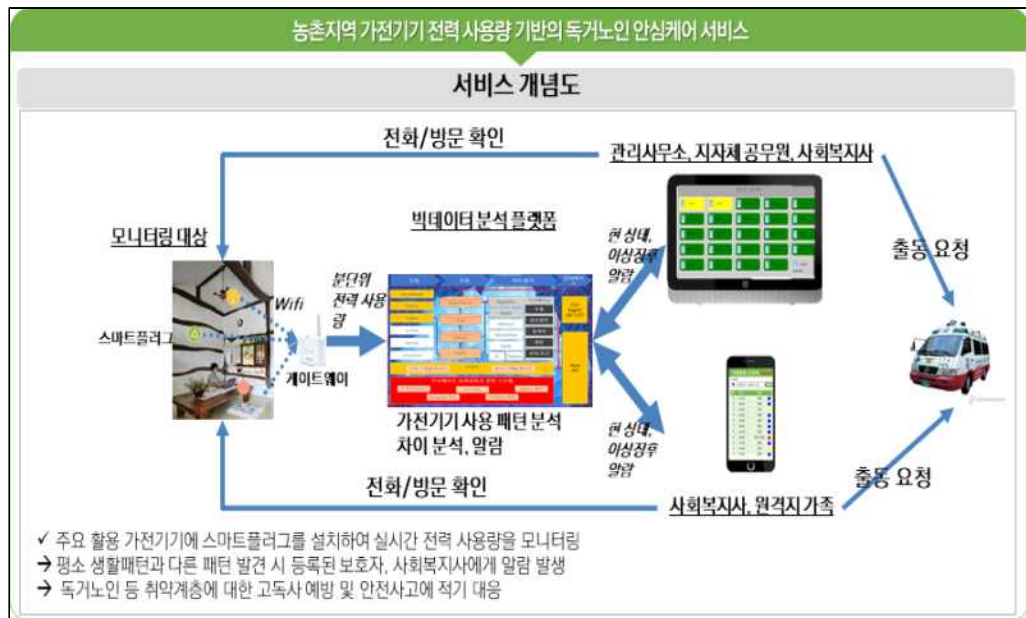 농촌지역 가전기기 전력 사용량 기반의 독거노인 안심케어 서비스
서비스 개념도
전화/방문 확인
관리사무소, 지자체 공무원, 사회복지사
모니터링 대상
빅데이터 분석 플랫폼
현 상태,
이상징후
알람
출동 요청
Wifi
분단위
전력 사용
량
스마트플러그
게이트웨이
가전기기 사용 패턴 분석
차이 분석, 알람
현 상태,
이상징후
알람
전화/방문 확인
사회복지사, 원격지 가족
출동 요청
✓ 주요 활용 가전기기에 스마트플러그를 설치하여 실시간 전력 사용량을 모니터링
→ 평소 생활패턴과 다른 패턴 발견 시 등록된 보호자, 사회복지사에게 알람 발생
→ 독거노인 등 취약계층에 대한 고독사 예방 및 안전사고에 적기 대응